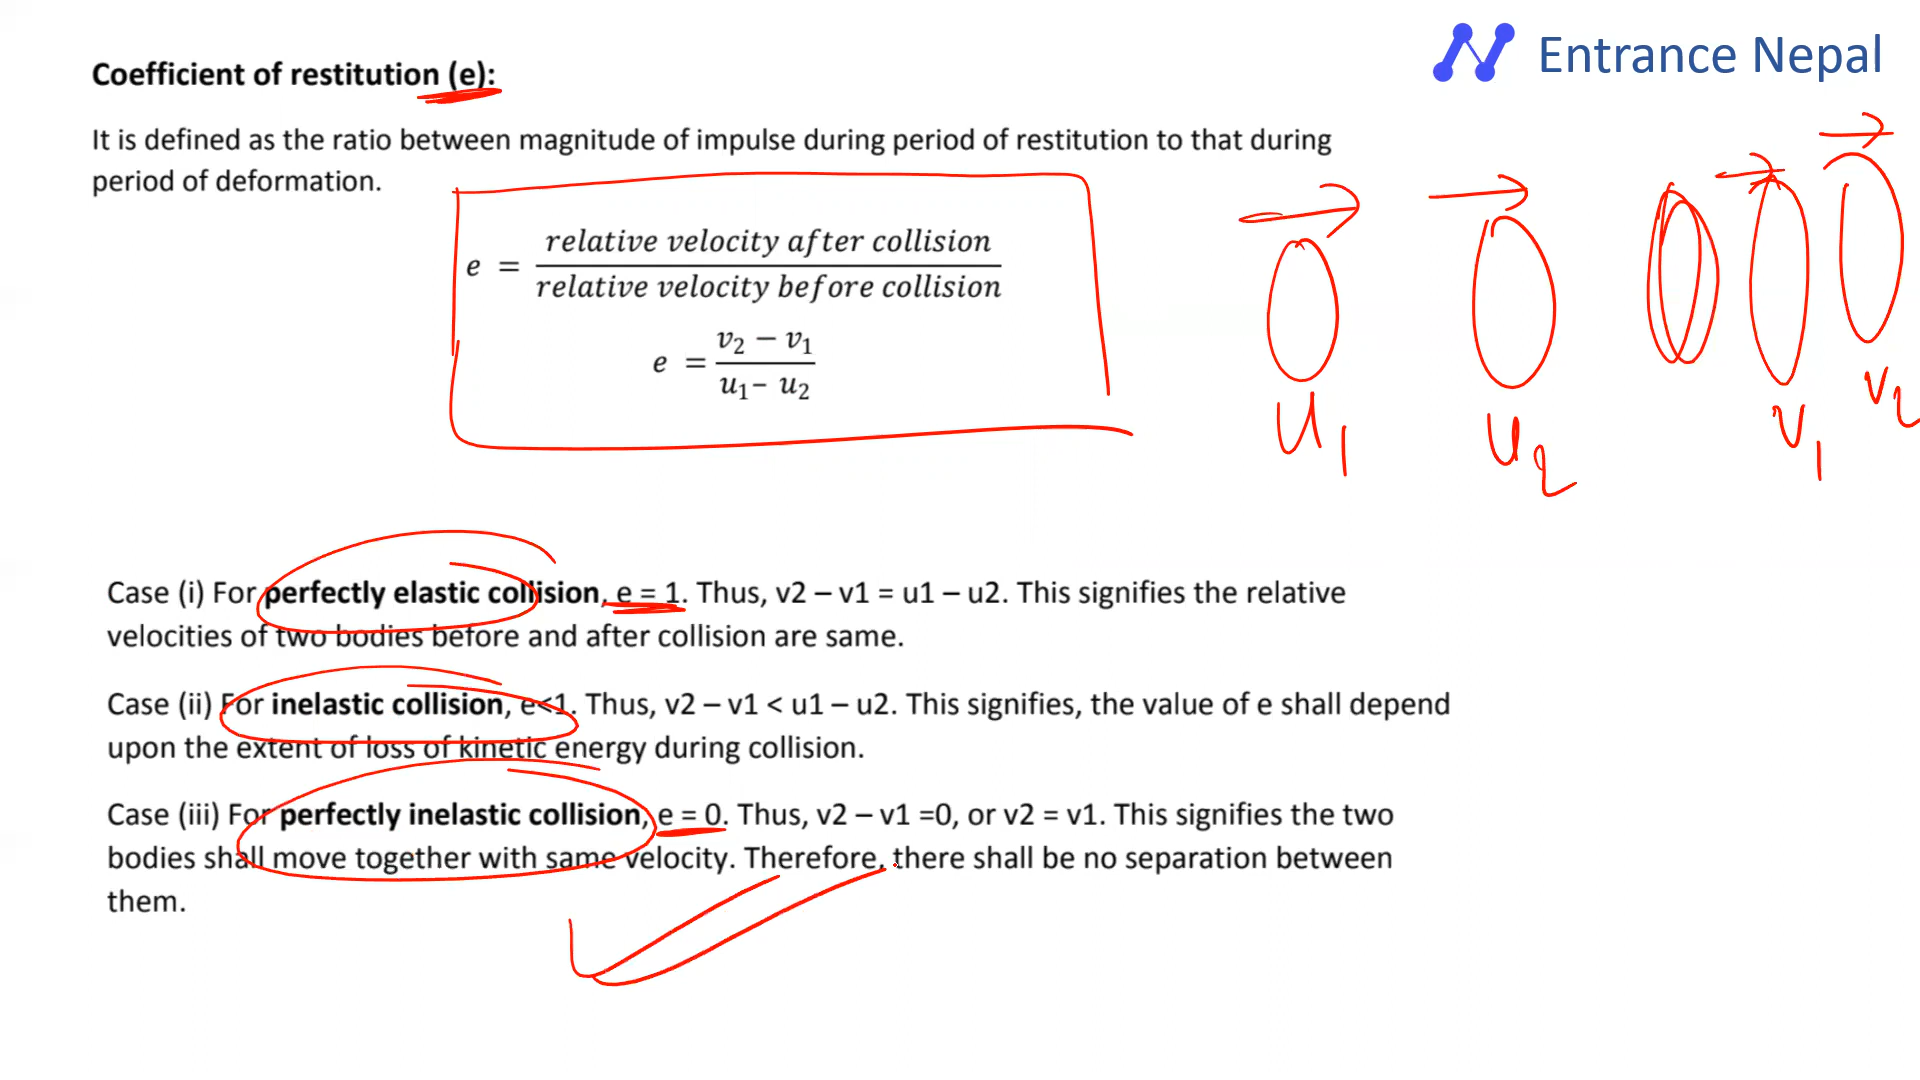 Entrance Nepal
Coefficient of restitution (e):
It is defined as the ratio between magnitude of impulse during period of restitution to that during
period of deformation.
e = relative velocity after collision / relative velocity before collision
e = v₂ − v₁ / u₁− u₂
u₁
u₂
v₁
v₂
Case (i) For perfectly elastic collision, e = 1. Thus, v2 – v1 = u1 – u2. This signifies the relative
velocities of two bodies before and after collision are same.
Case (ii) For inelastic collision, e<1. Thus, v2 – v1 < u1 – u2. This signifies, the value of e shall depend
upon the extent of loss of kinetic energy during collision.
Case (iii) For perfectly inelastic collision, e = 0. Thus, v2 – v1 =0, or v2 = v1. This signifies the two
bodies shall move together with same velocity. Therefore, there shall be no separation between
them.